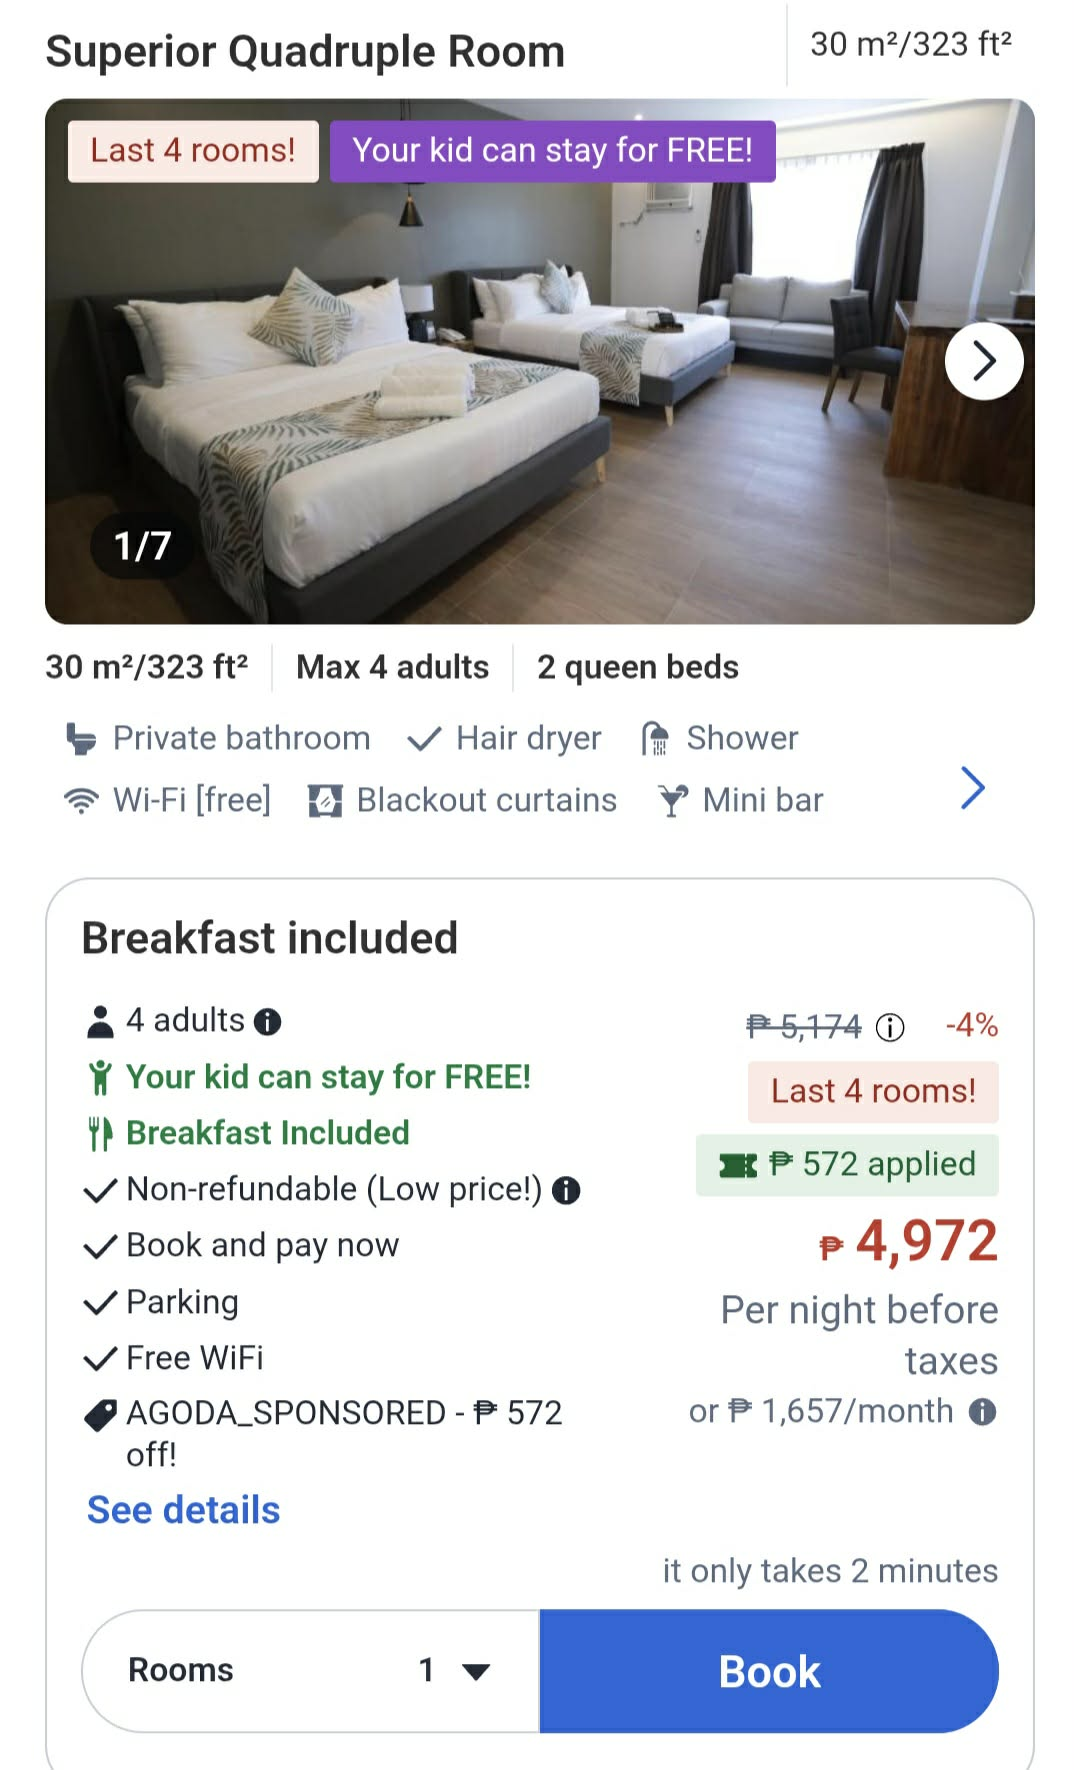 Superior Quadruple Room
30 m²/323 ft²
Last 4 rooms!
Your kid can stay for FREE!
1/7
30 m²/323 ft²
Max 4 adults
2 queen beds
Private bathroom
Hair dryer
Shower
Wi-Fi [free]
Blackout curtains
Mini bar
Breakfast included
4 adults
Your kid can stay for FREE!
Breakfast Included
Non-refundable (Low price!)
Book and pay now
Parking
Free WiFi
AGODA_SPONSORED - ₱ 572
off!
See details
₱ 5,174
-4%
Last 4 rooms!
₱ 572 applied
₱ 4,972
Per night before
taxes
or ₱ 1,657/month
it only takes 2 minutes
Rooms
1
Book